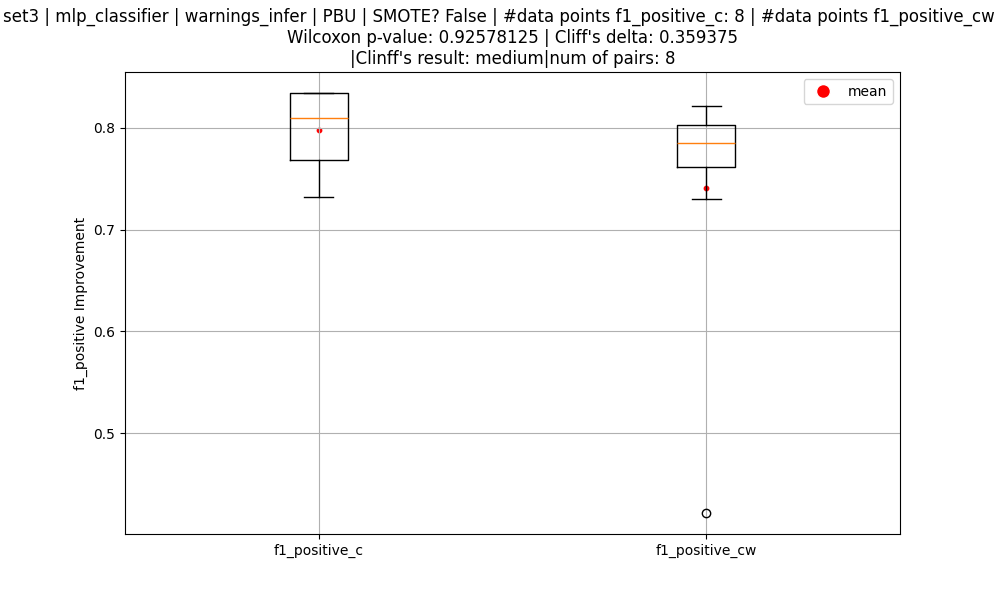 set3 | mlp_classifier | warnings_infer | PBU | SMOTE? False | #data points f1_positive_c: 8 | #data points f1_positive_cw
Wilcoxon p-value: 0.92578125 | Cliff's delta: 0.359375
|Clinff's result: medium|num of pairs: 8
mean
0.8
0.7
0.6
0.5
f1_positive Improvement
f1_positive_c
f1_positive_cw